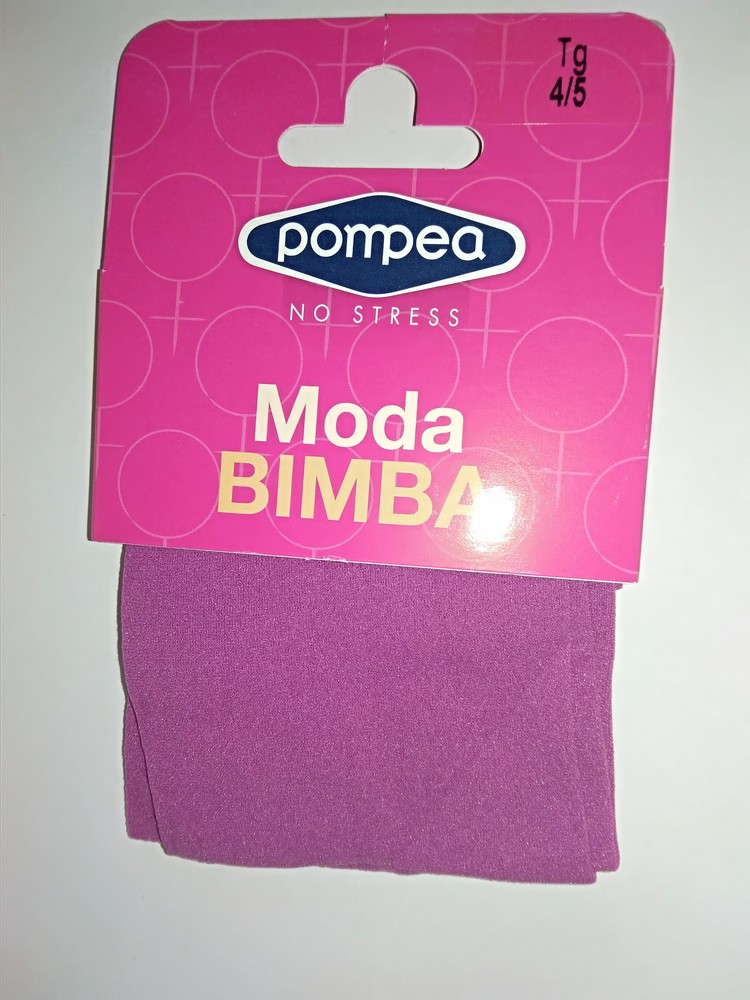 Tg
4/5
pompea
NO STRESS
Moda
BIMBA